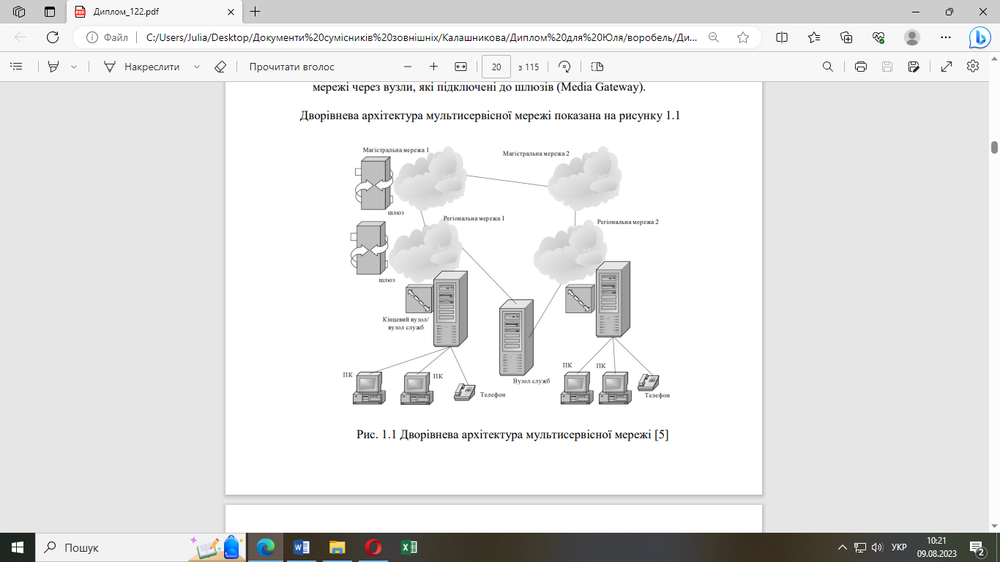 Диплом_122.pdf
Файл
C:/Users/Julia/Desktop/Документи%20сумісників%20зовнішніх/Калашникова/Диплом%20для%20Юля/воробель/Ди...
Накреслити
Прочитати вголос
20
з 115
мережі через вузли, які підключені до шлюзів (Media Gateway).
Дворівнева архітектура мультисервісної мережі показана на рисунку 1.1
Магістральна мережа 1
Магістральна мережа 2
шлюз
Регіональна мережа 1
Регіональна мережа 2
шлюз
Кінцевий вузол/
вузол служб
ПК
ПК
Телефон
Вузол служб
ПК
ПК
Телефон
Рис. 1.1 Дворівнева архітектура мультисервісної мережі [5]
Пошук
УКР
10:21
09.08.2023
2